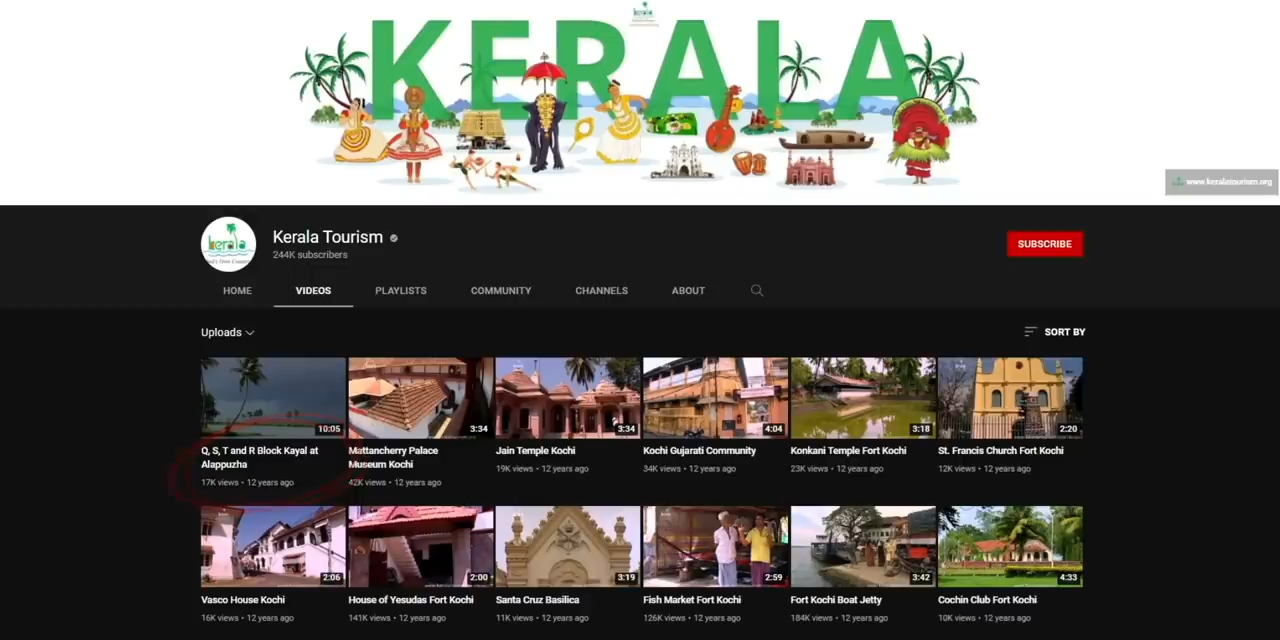 kerala
KERALA
www.keralatourism.org
kerala
Kerala Tourism
244K subscribers
SUBSCRIBE
HOME
VIDEOS
PLAYLISTS
COMMUNITY
CHANNELS
ABOUT
Uploads
SORT BY
10:05
3:34
3:34
4:04
3:18
2:20
Q, S, T and R Block Kayal at
Alappuzha
17K views • 12 years ago
Mattancherry Palace
Museum Kochi
42K views • 12 years ago
Jain Temple Kochi
19K views • 12 years ago
Kochi Gujarati Community
34K views • 12 years ago
Konkani Temple Fort Kochi
23K views • 12 years ago
St. Francis Church Fort Kochi
12K views • 12 years ago
2:06
2:00
3:19
2:59
3:42
4:33
Vasco House Kochi
16K views • 12 years ago
House of Yesudas Fort Kochi
141K views • 12 years ago
Santa Cruz Basilica
11K views • 12 years ago
Fish Market Fort Kochi
126K views • 12 years ago
Fort Kochi Boat Jetty
184K views • 12 years ago
Cochin Club Fort Kochi
10K views • 12 years ago